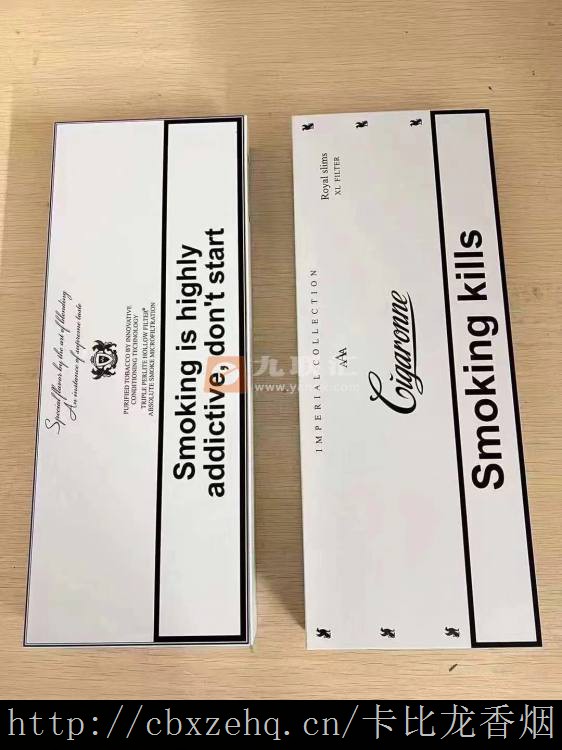 Special flavor by the art of blending
An instance of supreme taste
PURIFIED TOBACCO BY INNOVATIVE
CONDITIONING TECHNOLOGY
TRIPLE PERLITE HOLLOW FILTER®
ABSOLUTE SMOKE MICROFILTRATION
Smoking is highly
addictive, don't start
Royal slims
XL FILTER
IMPERIAL COLLECTION
AAA
Cigaronne
Smoking kills
http://cbxzehq.cn/卡比龙香烟